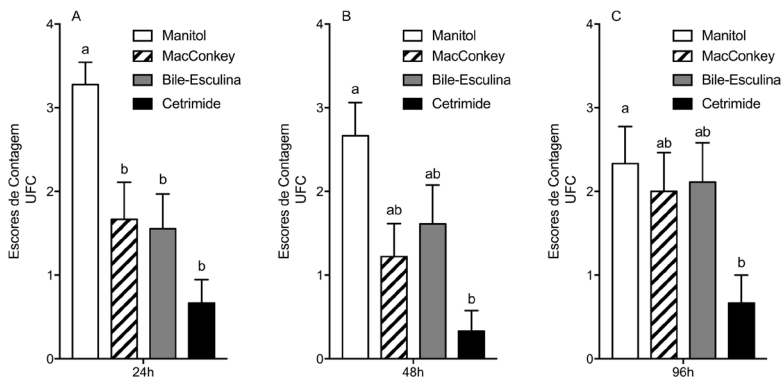 A
Manitol
MacConkey
Bile-Esculina
Cetrimide
Escores de Contagem
UFC
4
3
2
1
0
a
b
b
b
24h
B
Manitol
MacConkey
Bile-Esculina
Cetrimide
Escores de Contagem
UFC
4
3
2
1
0
a
ab
ab
b
48h
C
Manitol
MacConkey
Bile-Esculina
Cetrimide
Escores de Contagem
UFC
4
3
2
1
0
a
ab
ab
b
96h